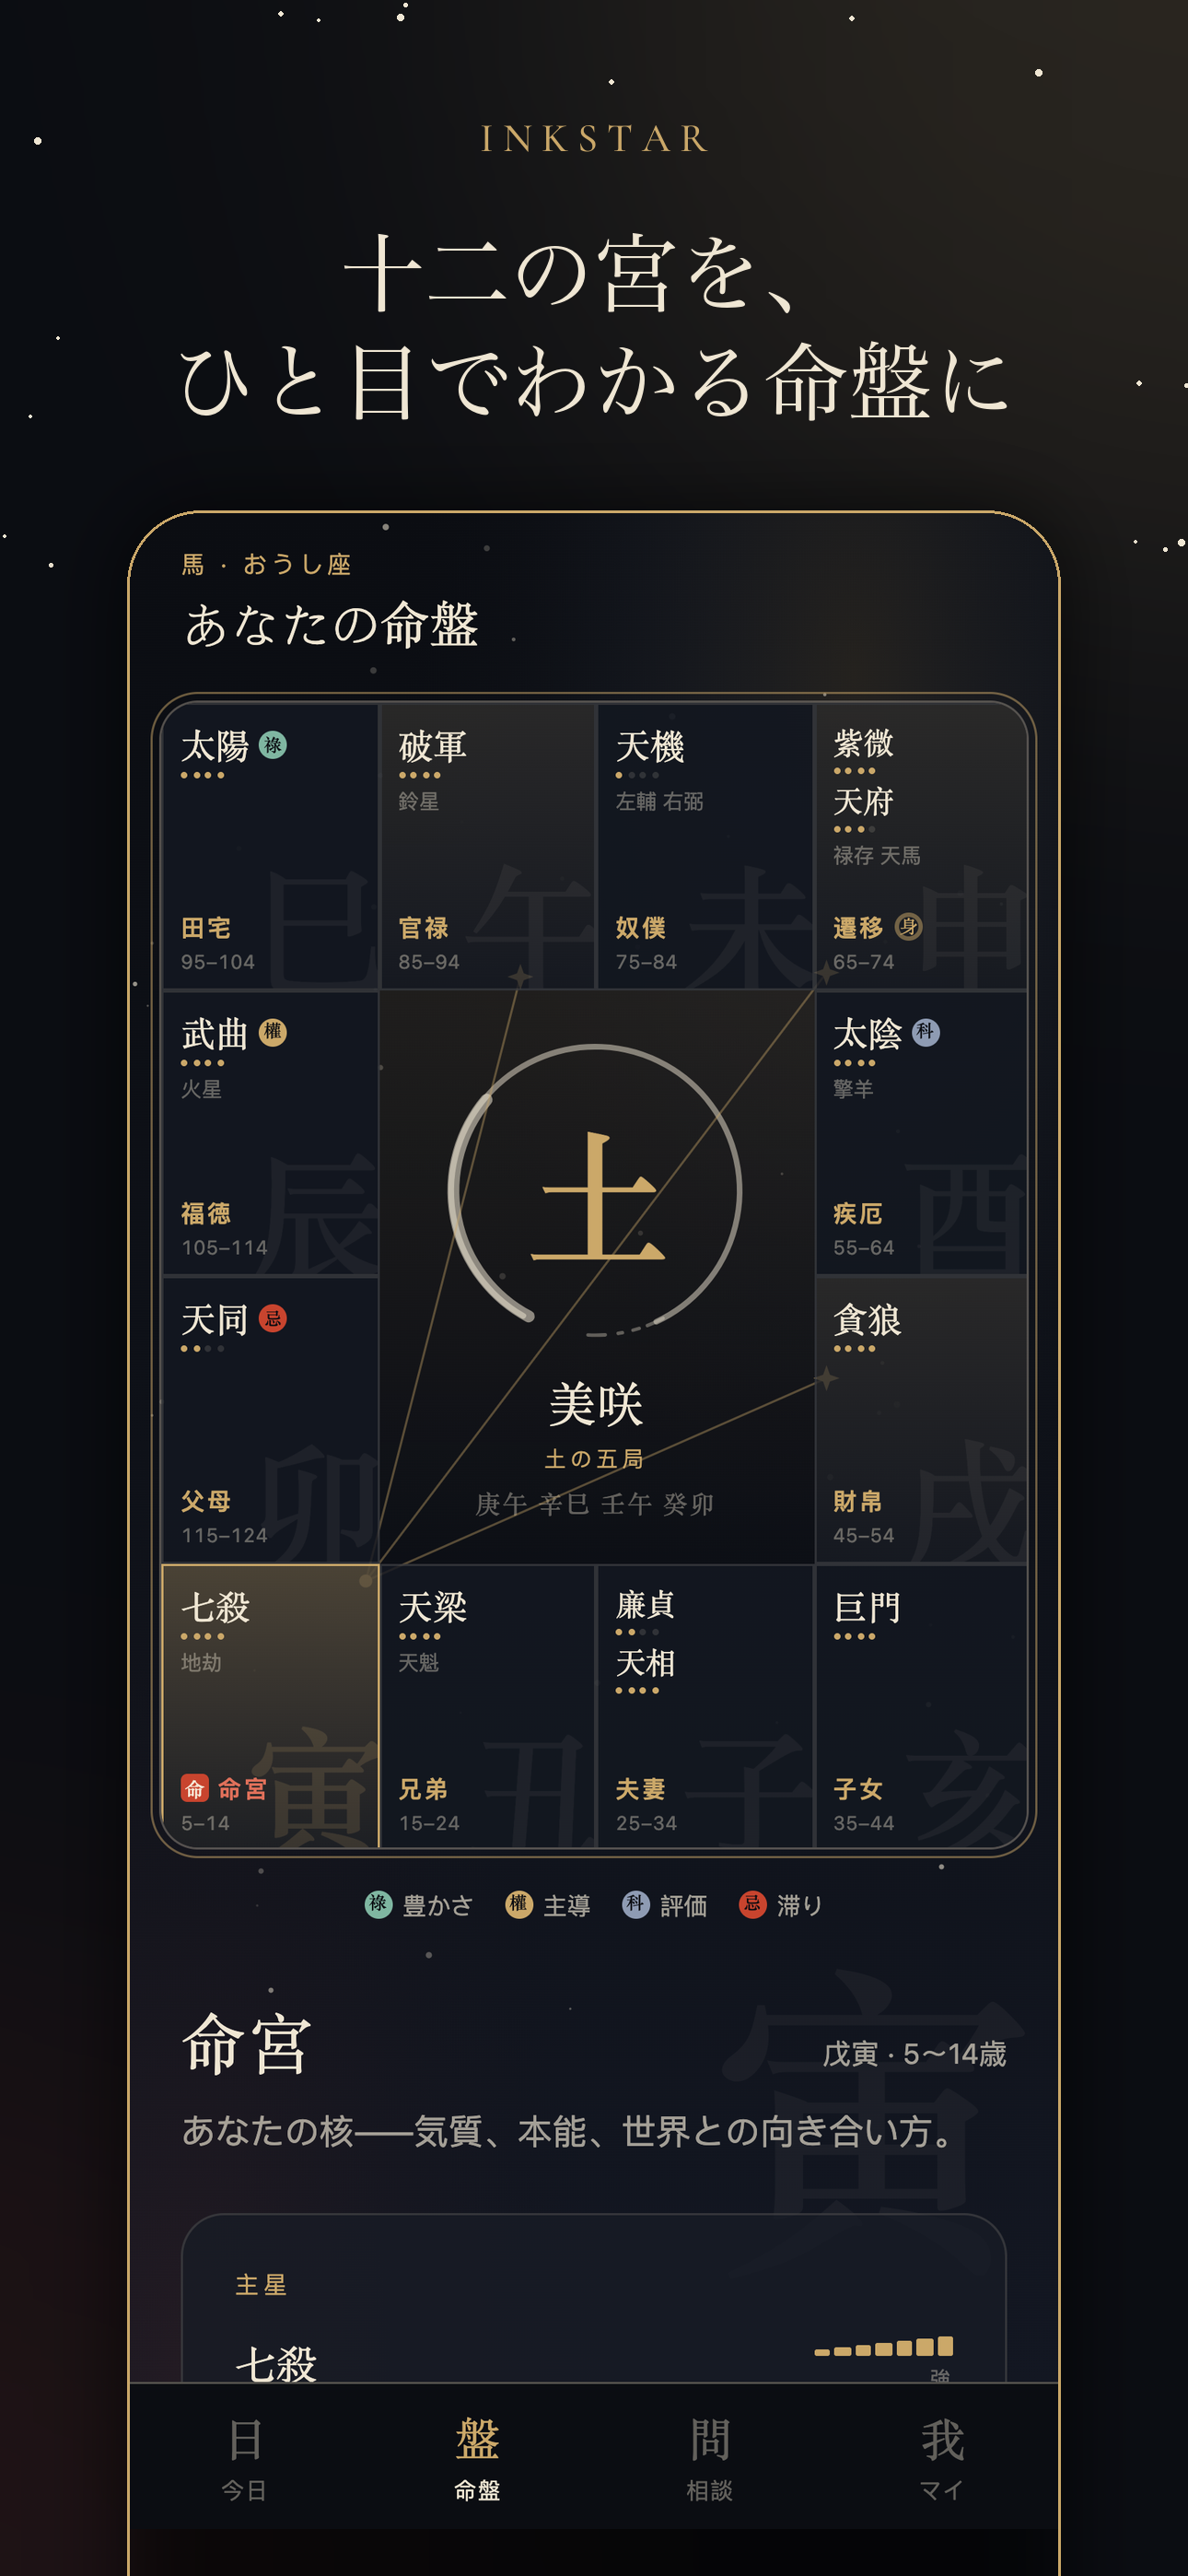 INKSTAR
十二の宮を、
ひと目でわかる命盤に
馬 · おうし座
あなたの命盤
太陽 祿
巳
田宅
95–104
破軍
鈴星
午
官禄
85–94
天機
左輔 右弼
未
奴僕
75–84
紫微
天府
禄存 天馬
申
遷移 身
65–74
武曲 權
火星
辰
福徳
105–114
太陰 科
擎羊
酉
疾厄
55–64
土
美咲
土の五局
庚午 辛巳 壬午 癸卯
天同 忌
卯
父母
115–124
貪狼
戌
財帛
45–54
七殺
地劫
寅
命 命宮
5–14
天梁
天魁
丑
兄弟
15–24
廉貞
天相
子
夫妻
25–34
巨門
亥
子女
35–44
祿 豊かさ 權 主導 科 評価 忌 滞り
寅
命宮
戊寅 · 5〜14歳
あなたの核——気質、本能、世界との向き合い方。
主星
七殺
強
日 盤 問 我
今日 命盤 相談 マイ